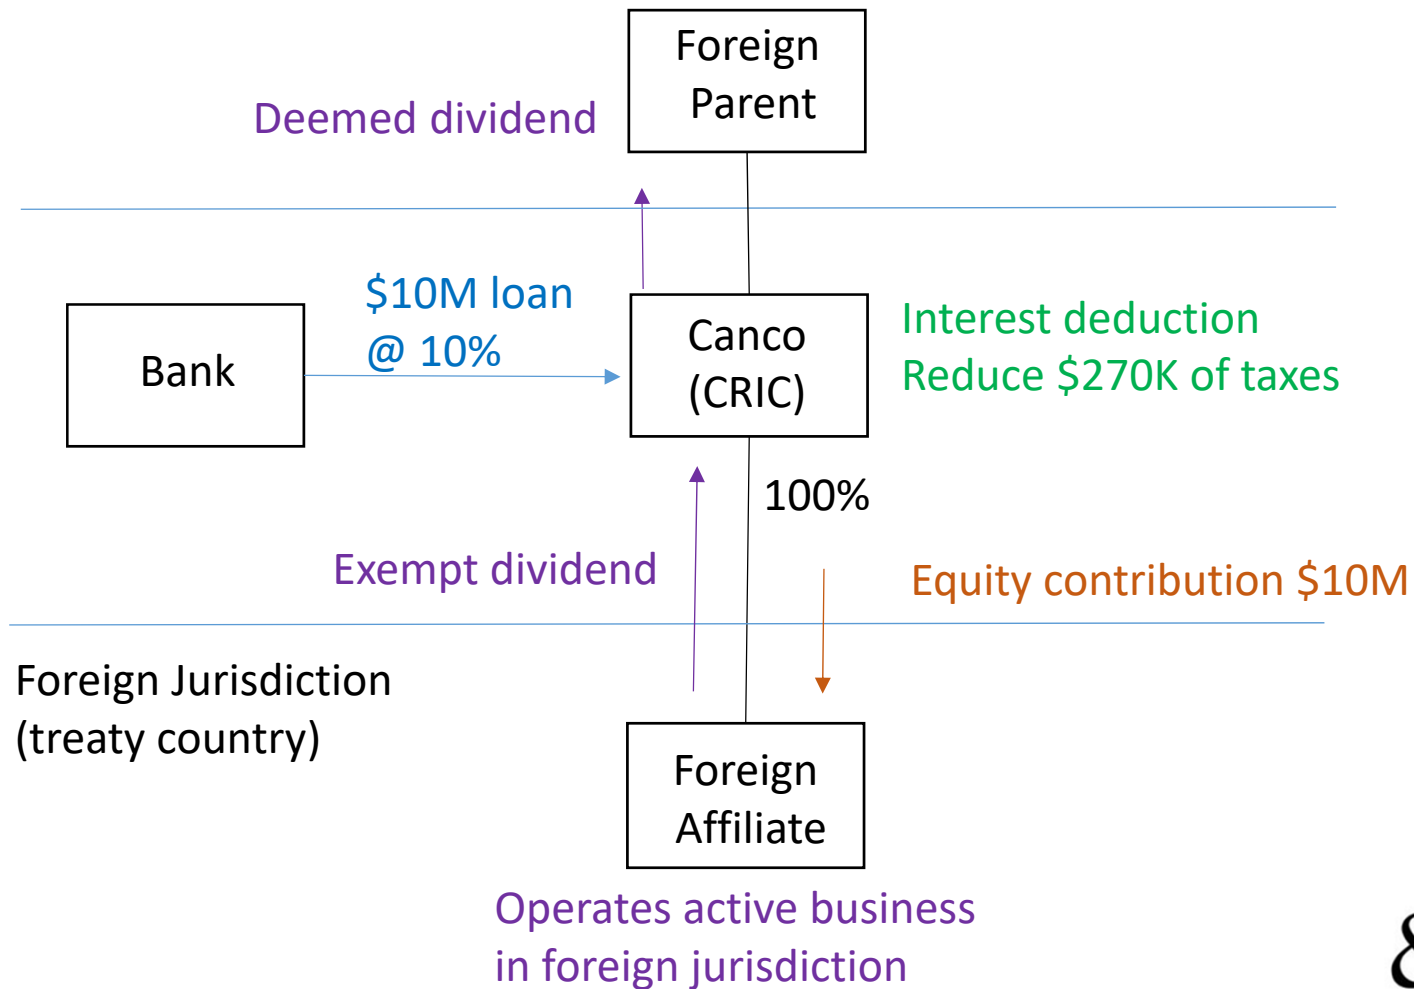 Foreign
Parent
Deemed dividend
$10M loan
@ 10%
Bank
Canco
(CRIC)
Interest deduction
Reduce $270K of taxes
100%
Exempt dividend
Equity contribution $10M
Foreign Jurisdiction
(treaty country)
Foreign
Affiliate
Operates active business
in foreign jurisdiction
8